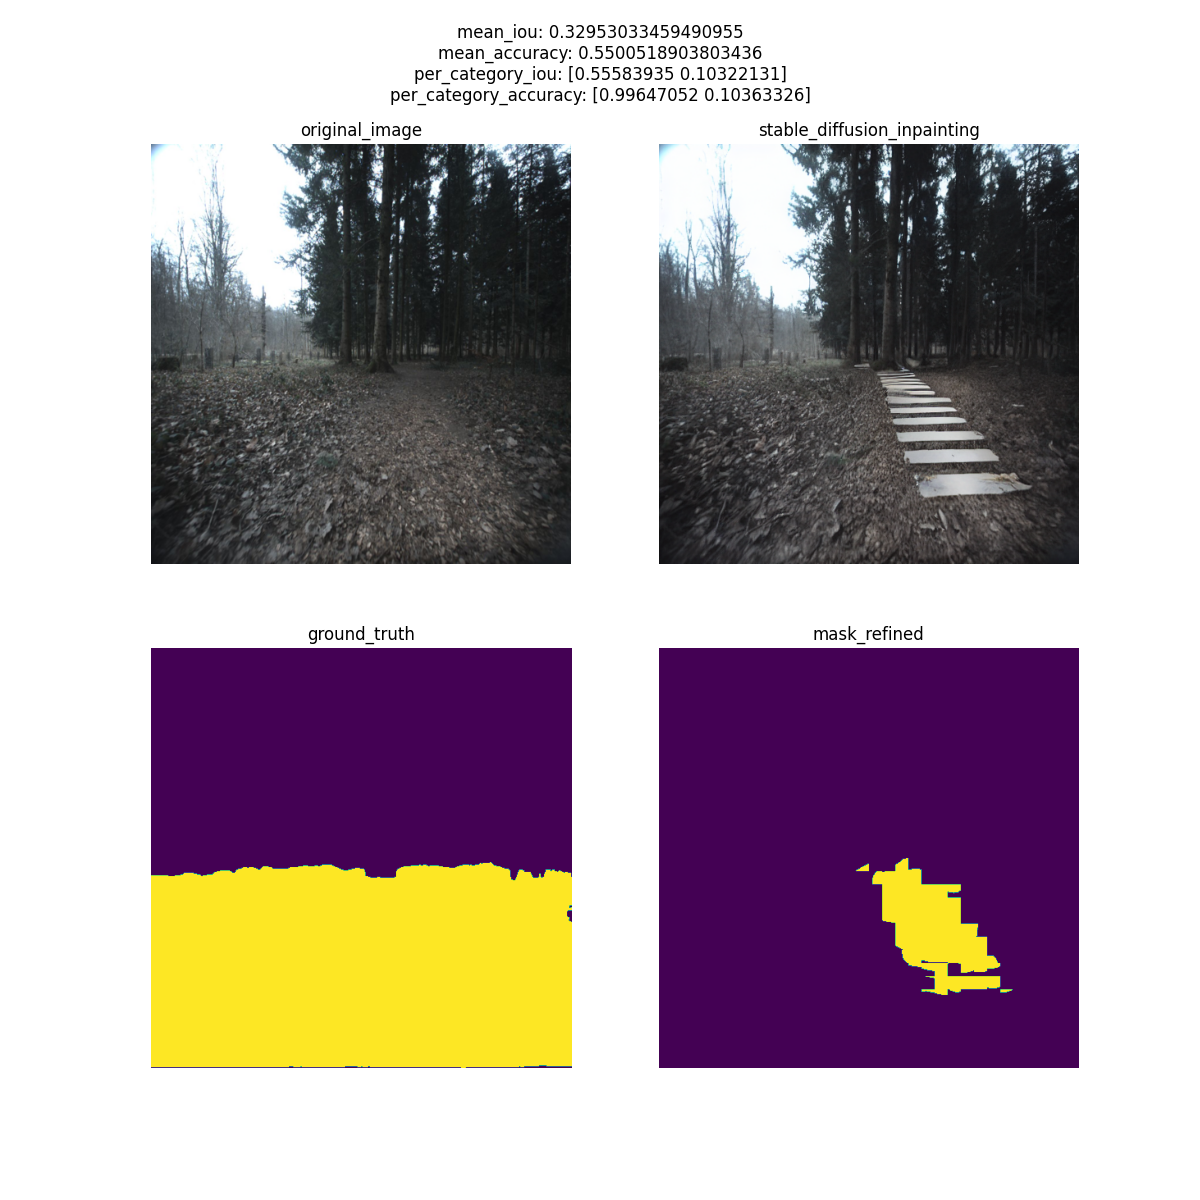 mean_iou: 0.32953033459490955
mean_accuracy: 0.5500518903803436
per_category_iou: [0.55583935 0.10322131]
per_category_accuracy: [0.99647052 0.10363326]
original_image
stable_diffusion_inpainting
ground_truth
mask_refined